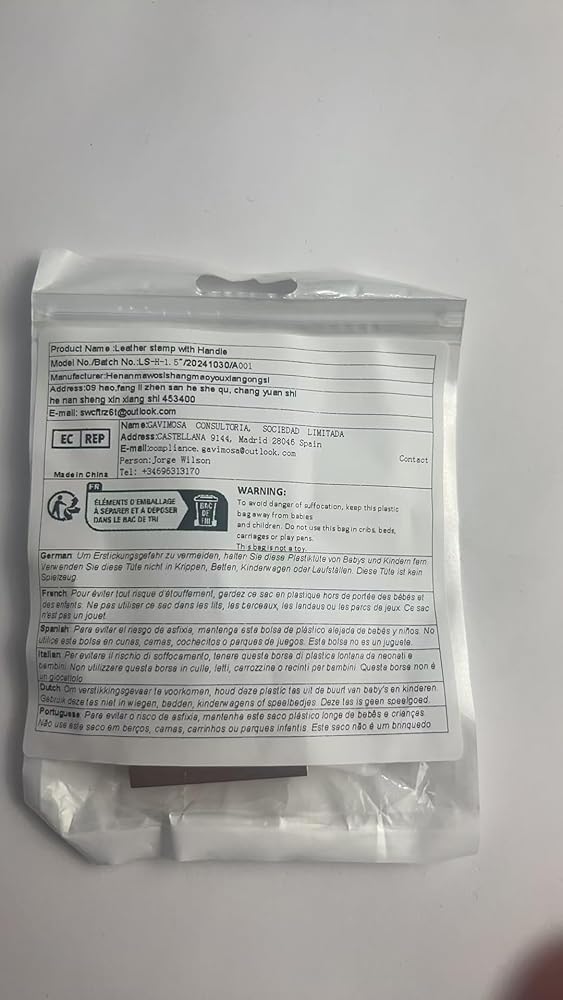 Product Name :Leather stamp with Handle
Model No./Batch No.:LS-H-1.5"/20241030/A001
Manufacturer:Henanmawosishangmaoyouxiangongsi
Address:09 hao,fang li zhen san he she qu, chang yuan shi
he nan sheng xin xiang shi 453400
E-mail: swcftrz6t@outlook.com
EC REP
Made in China
Name:GAVIMOSA CONSULTORIA, SOCIEDAD LIMITADA
Address:CASTELLANA 9144, Madrid 28046 Spain
E-mail:compliance.gavimosa@outlook.com
Person:Jorge Wilson Contact
Tel: +34696313170
FR
ÉLÉMENTS D'EMBALLAGE
À SÉPARER ET À DÉPOSER
DANS LE BAC DE TRI
BAC
DE
TRI
WARNING:
To avoid danger of suffocation, keep this plastic
bag away from babies
and children. Do not use this bag in cribs, beds,
carriages or play pens.
This bag is not a toy.
German Um Erstickungsgefahr zu vermeiden, halten Sie diese Plastiktüte von Babys und Kindern fern
Verwenden Sie diese Tüte nicht in Krippen, Betten, Kinderwagen oder Laufställen. Diese Tüte ist kein
Spielzeug.
French Pour éviter tout risque d'étouffement, gardez ce sac en plastique hors de portée des bébés et
des enfants. Ne pas utiliser ce sac dans les lits, les berceaux, les landaus ou les parcs de jeux. Ce sac
n'est pas un jouet.
Spanish Para evitar el riesgo de asfixia, mantenga esta bolsa de plástico alejada de bebés y niños. No
utilice esta bolsa en cunas, camas, cochecitos o parques de juegos. Esta bolsa no es un juguete.
Italian Per evitare il rischio di soffocamento, tenere questa borsa di plastica lontana da neonati e
bambini. Non utilizzare questa borsa in culle, letti, carrozzine o recinti per bambini. Questa borsa non è
un giocattolo
Dutch Om verstikkingsgevaar te voorkomen, houd deze plastic tas uit de buurt van baby's en kinderen.
Gebruik deze tas niet in wiegen, bedden, kinderwagens of speelbedjes. Deze tas is geen speelgoed.
Portuguese Para evitar o risco de asfixia, mantenha este saco plástico longe de bebês e crianças
Não use este saco em berços, camas, carrinhos ou parques infantis. Este saco não é um brinquedo